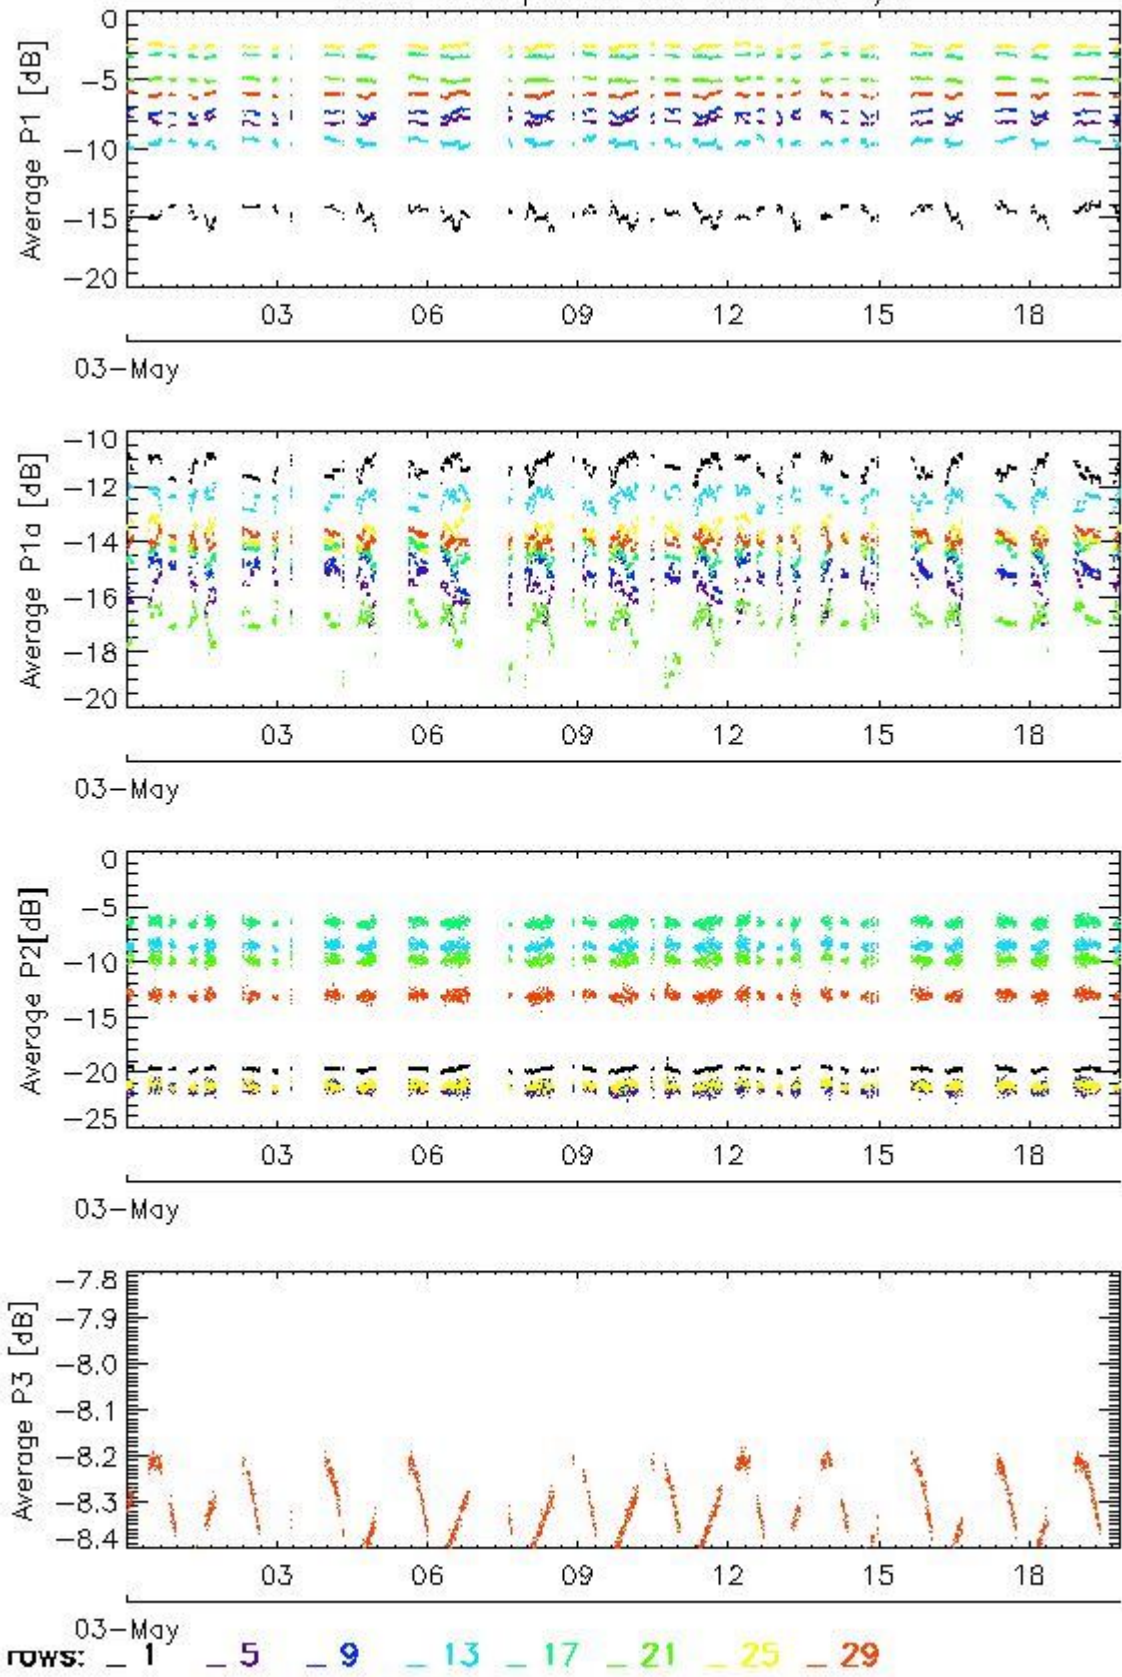 0
-5
-10
-15
-20
Average P1 [dB]
03 06 09 12 15 18
03-May
-10
-12
-14
-16
-18
-20
Average P1a [dB]
03 06 09 12 15 18
03-May
0
-5
-10
-15
-20
-25
Average P2[dB]
03 06 09 12 15 18
03-May
-7.8
-7.9
-8.0
-8.1
-8.2
-8.3
-8.4
Average P3 [dB]
03 06 09 12 15 18
03-May
rows: _ 1 _ 5 _ 9 _ 13 _ 17 _ 21 _ 25 _ 29